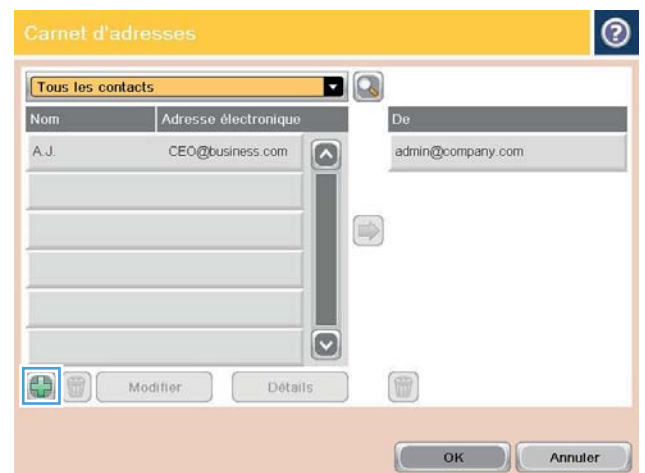 Carnet d'adresses
?
Tous les contacts
Nom Adresse électronique De
A.J. CEO@business.com admin@company.com
Modifier Détails
OK Annuler